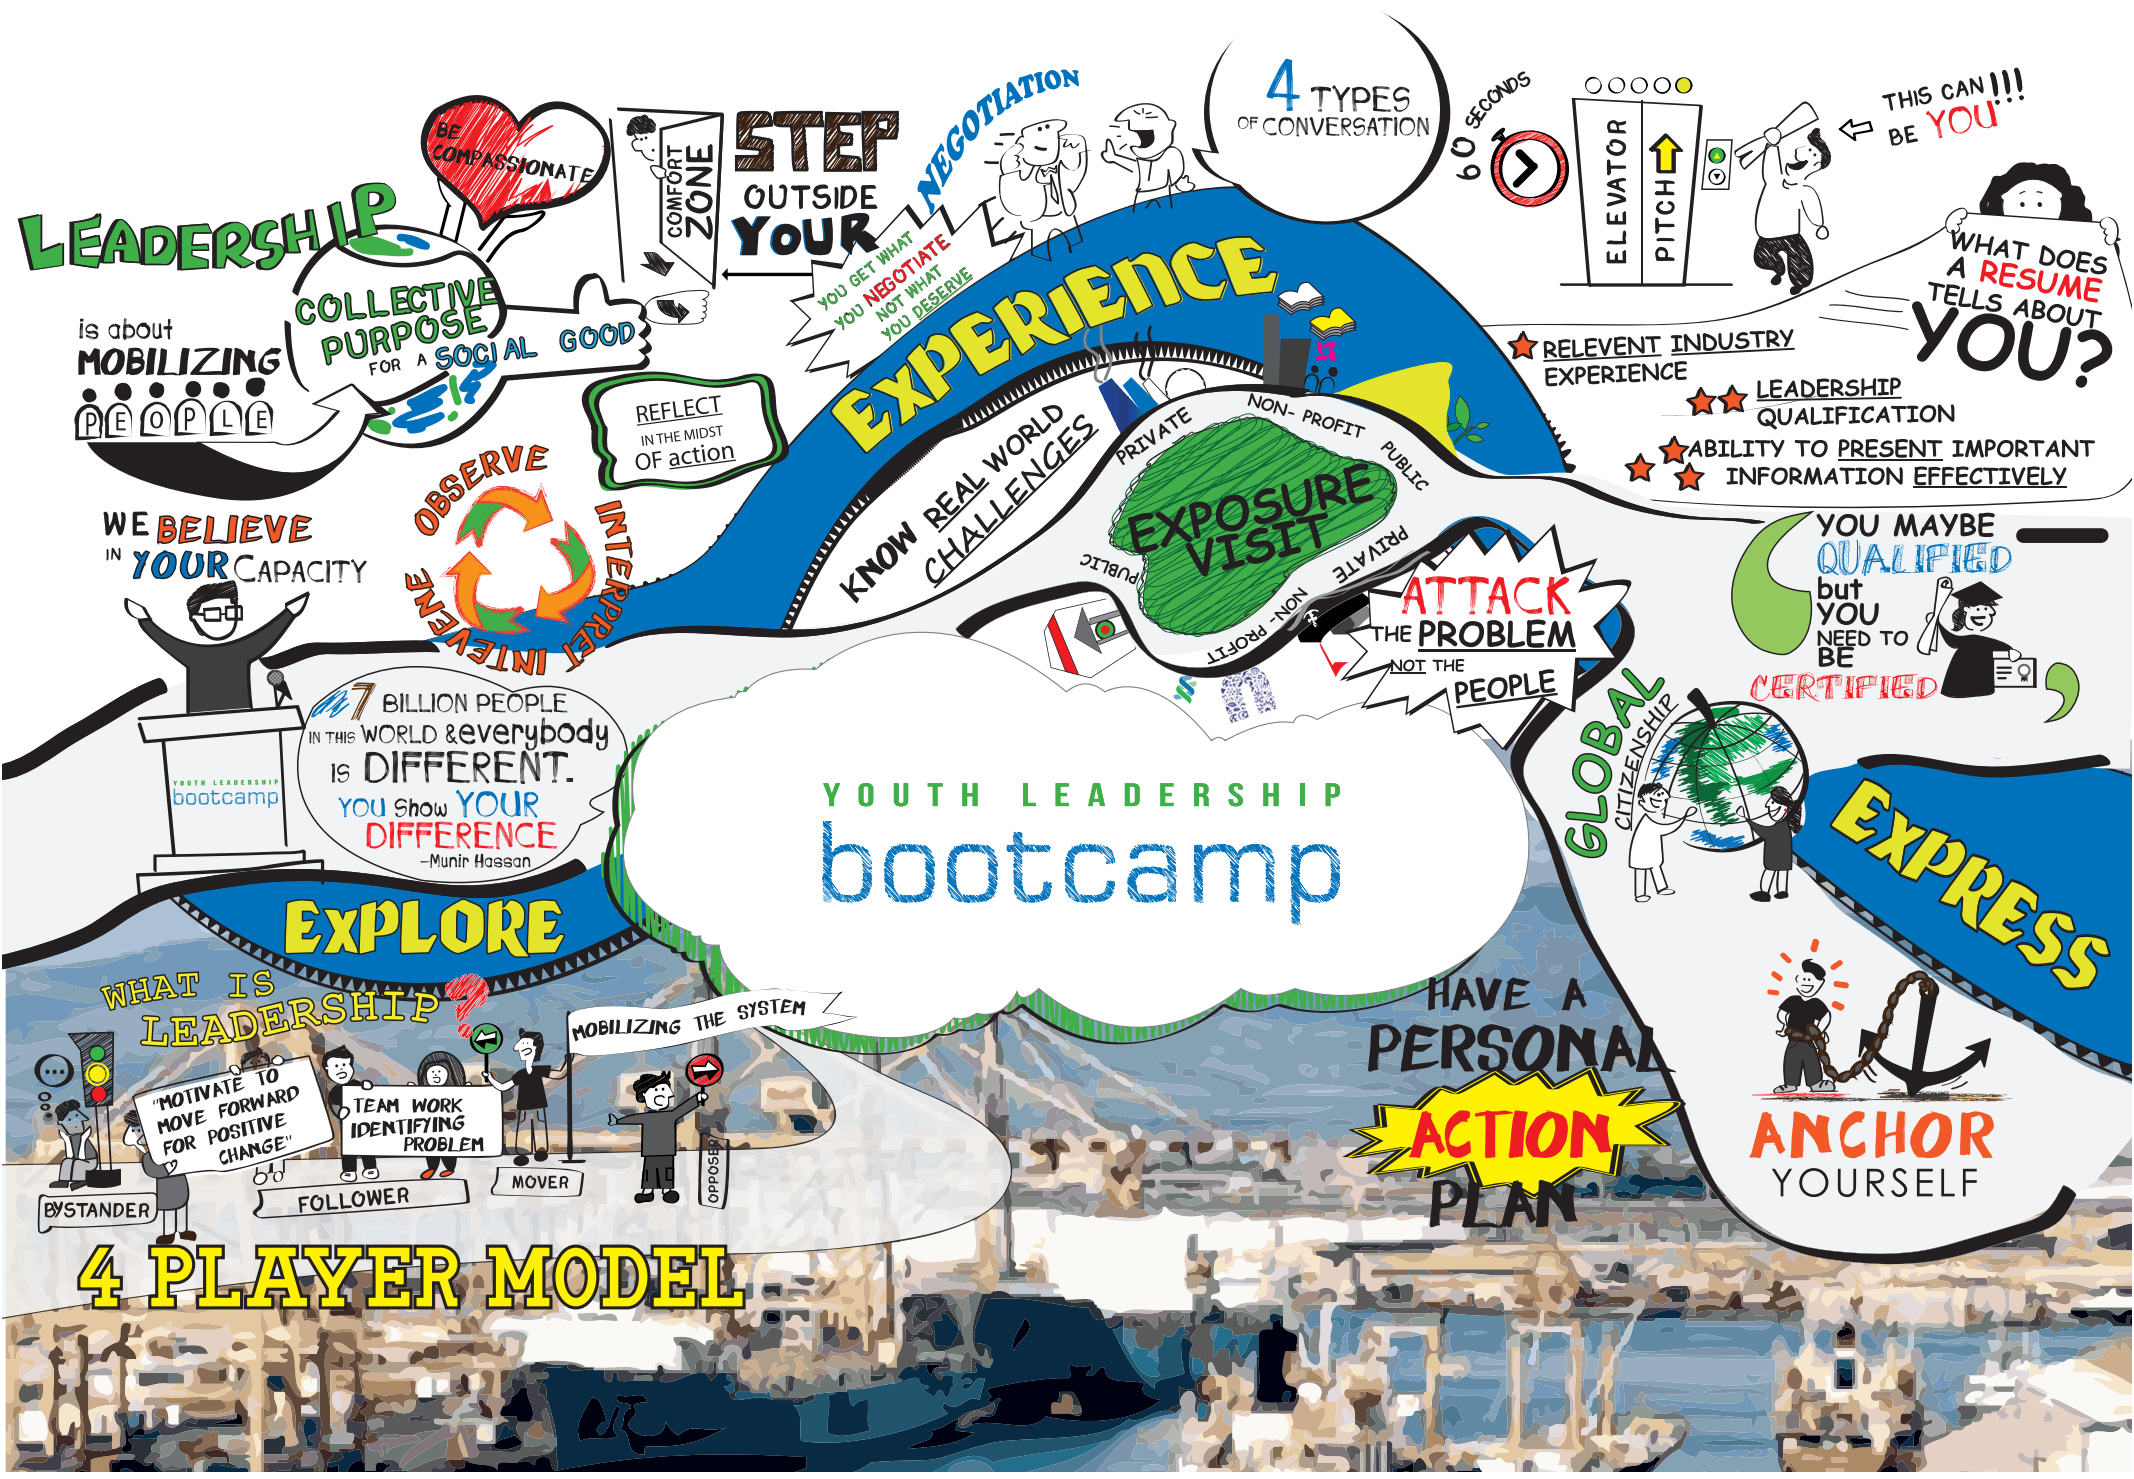 LEADERSHIP
is about
MOBILIZING
PEOPLE
COLLECTIVE
PURPOSE
FOR A SOCIAL GOOD
BE
COMPASSIONATE
COMFORT
ZONE
STEP
OUTSIDE
YOUR
NEGOTIATION
YOU GET WHAT
YOU NEGOTIATE
NOT WHAT
YOU DESERVE
4 TYPES
OF CONVERSATION
60 SECONDS
ELEVATOR
PITCH
THIS CAN !!!
BE YOU
WHAT DOES
A RESUME
TELLS ABOUT
YOU?
RELEVENT INDUSTRY
EXPERIENCE
LEADERSHIP
QUALIFICATION
ABILITY TO PRESENT IMPORTANT
INFORMATION EFFECTIVELY
REFLECT
IN THE MIDST
OF action
OBSERVE
INTERPRET
INTEVENE
WE BELIEVE
IN YOUR CAPACITY
YOUTH LEADERSHIP
bootcamp
IN 7 BILLION PEOPLE
IN THIS WORLD & everybody
IS DIFFERENT.
YOU Show YOUR
DIFFERENCE
-Munir Hassan
EXPERIENCE
KNOW REAL WORLD
CHALLENGES
EXPOSURE
VISIT
PRIVATE
NON- PROFIT
PUBLIC
PRIVATE
NON- PROFIT
PUBLIC
ATTACK
THE PROBLEM
NOT THE
PEOPLE
YOU MAYBE
QUALIFIED
but
YOU
NEED TO
BE
CERTIFIED
GLOBAL
CITIZENSHIP
YOUTH LEADERSHIP
bootcamp
EXPLORE
EXPRESS
WHAT IS
LEADERSHIP?
"MOTIVATE TO
MOVE FORWARD
FOR POSITIVE
CHANGE"
TEAM WORK
IDENTIFYING
PROBLEM
MOBILIZING THE SYSTEM
BYSTANDER
FOLLOWER
MOVER
OPPOSER
4 PLAYER MODEL
HAVE A
PERSONAL
ACTION
PLAN
ANCHOR
YOURSELF